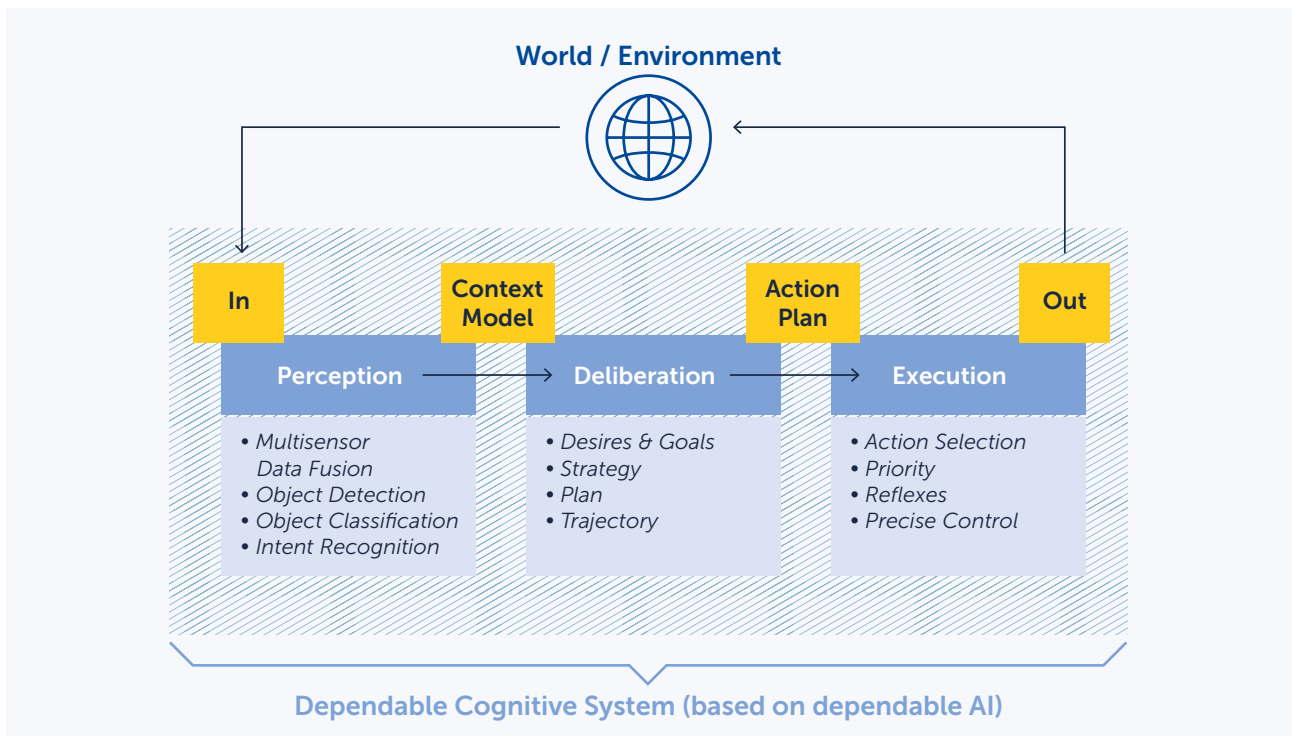 World / Environment
In
Context
Model
Action
Plan
Out
Perception
Deliberation
Execution
• Multisensor
Data Fusion
• Object Detection
• Object Classification
• Intent Recognition
• Desires & Goals
• Strategy
• Plan
• Trajectory
• Action Selection
• Priority
• Reflexes
• Precise Control
Dependable Cognitive System (based on dependable AI)